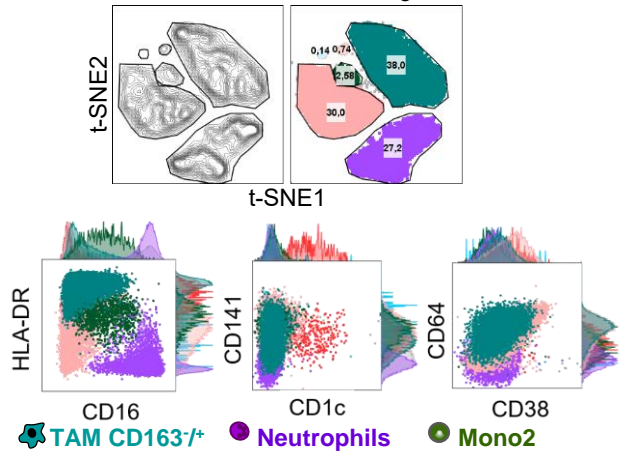 t-SNE2
0,14 0,74
38,0
2,58
30,0
27,2
t-SNE1
HLA-DR
CD141
CD64
CD16
CD1c
CD38
TAM CD163-/+
Neutrophils
Mono2